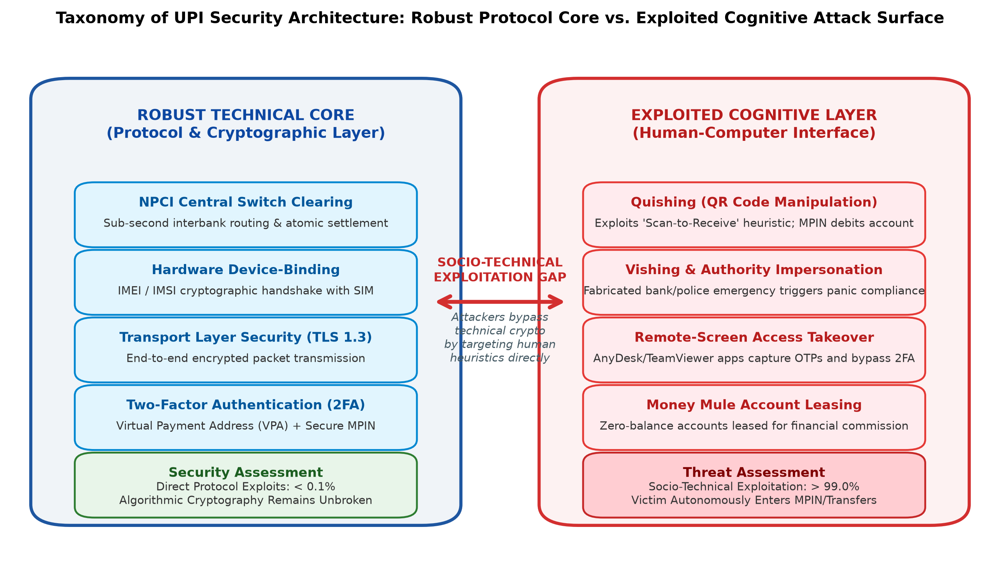 Taxonomy of UPI Security Architecture: Robust Protocol Core vs. Exploited Cognitive Attack Surface
ROBUST TECHNICAL CORE
(Protocol & Cryptographic Layer)
NPCI Central Switch Clearing
Sub-second interbank routing & atomic settlement
Hardware Device-Binding
IMEI / IMSI cryptographic handshake with SIM
Transport Layer Security (TLS 1.3)
End-to-end encrypted packet transmission
Two-Factor Authentication (2FA)
Virtual Payment Address (VPA) + Secure MPIN
Security Assessment
Direct Protocol Exploits: < 0.1%
Algorithmic Cryptography Remains Unbroken
SOCIO-TECHNICAL
EXPLOITATION GAP
Attackers bypass
technical crypto
by targeting human
heuristics directly
EXPLOITED COGNITIVE LAYER
(Human-Computer Interface)
Quishing (QR Code Manipulation)
Exploits 'Scan-to-Receive' heuristic; MPIN debits account
Vishing & Authority Impersonation
Fabricated bank/police emergency triggers panic compliance
Remote-Screen Access Takeover
AnyDesk/TeamViewer apps capture OTPs and bypass 2FA
Money Mule Account Leasing
Zero-balance accounts leased for financial commission
Threat Assessment
Socio-Technical Exploitation: > 99.0%
Victim Autonomously Enters MPIN/Transfers